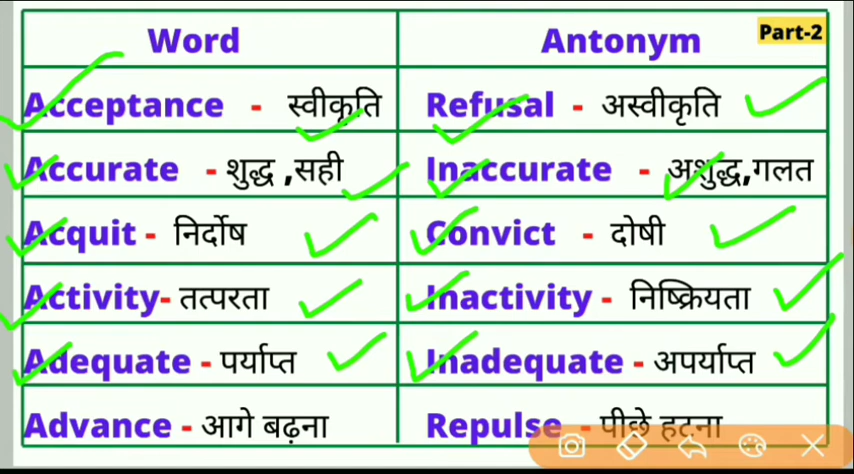 Word Antonym Part-2
Acceptance - स्वीकृति Refusal - अस्वीकृति
Accurate - शुद्ध ,सही Inaccurate - अशुद्ध,गलत
Acquit - निर्दोष Convict - दोषी
Activity- तत्परता Inactivity - निष्क्रियता
Adequate - पर्याप्त Inadequate - अपर्याप्त
Advance - आगे बढ़ना Repulse - पीछे हटना